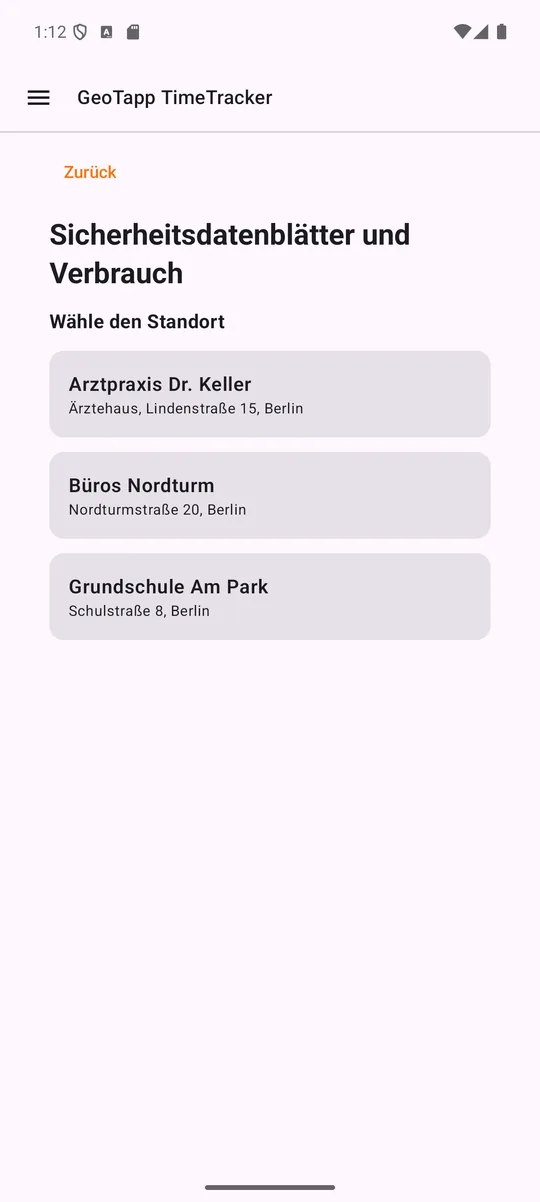 1:12
GeoTapp TimeTracker
Zurück
Sicherheitsdatenblätter und
Verbrauch
Wähle den Standort
Arztpraxis Dr. Keller
Ärztehaus, Lindenstraße 15, Berlin
Büros Nordturm
Nordturmstraße 20, Berlin
Grundschule Am Park
Schulstraße 8, Berlin